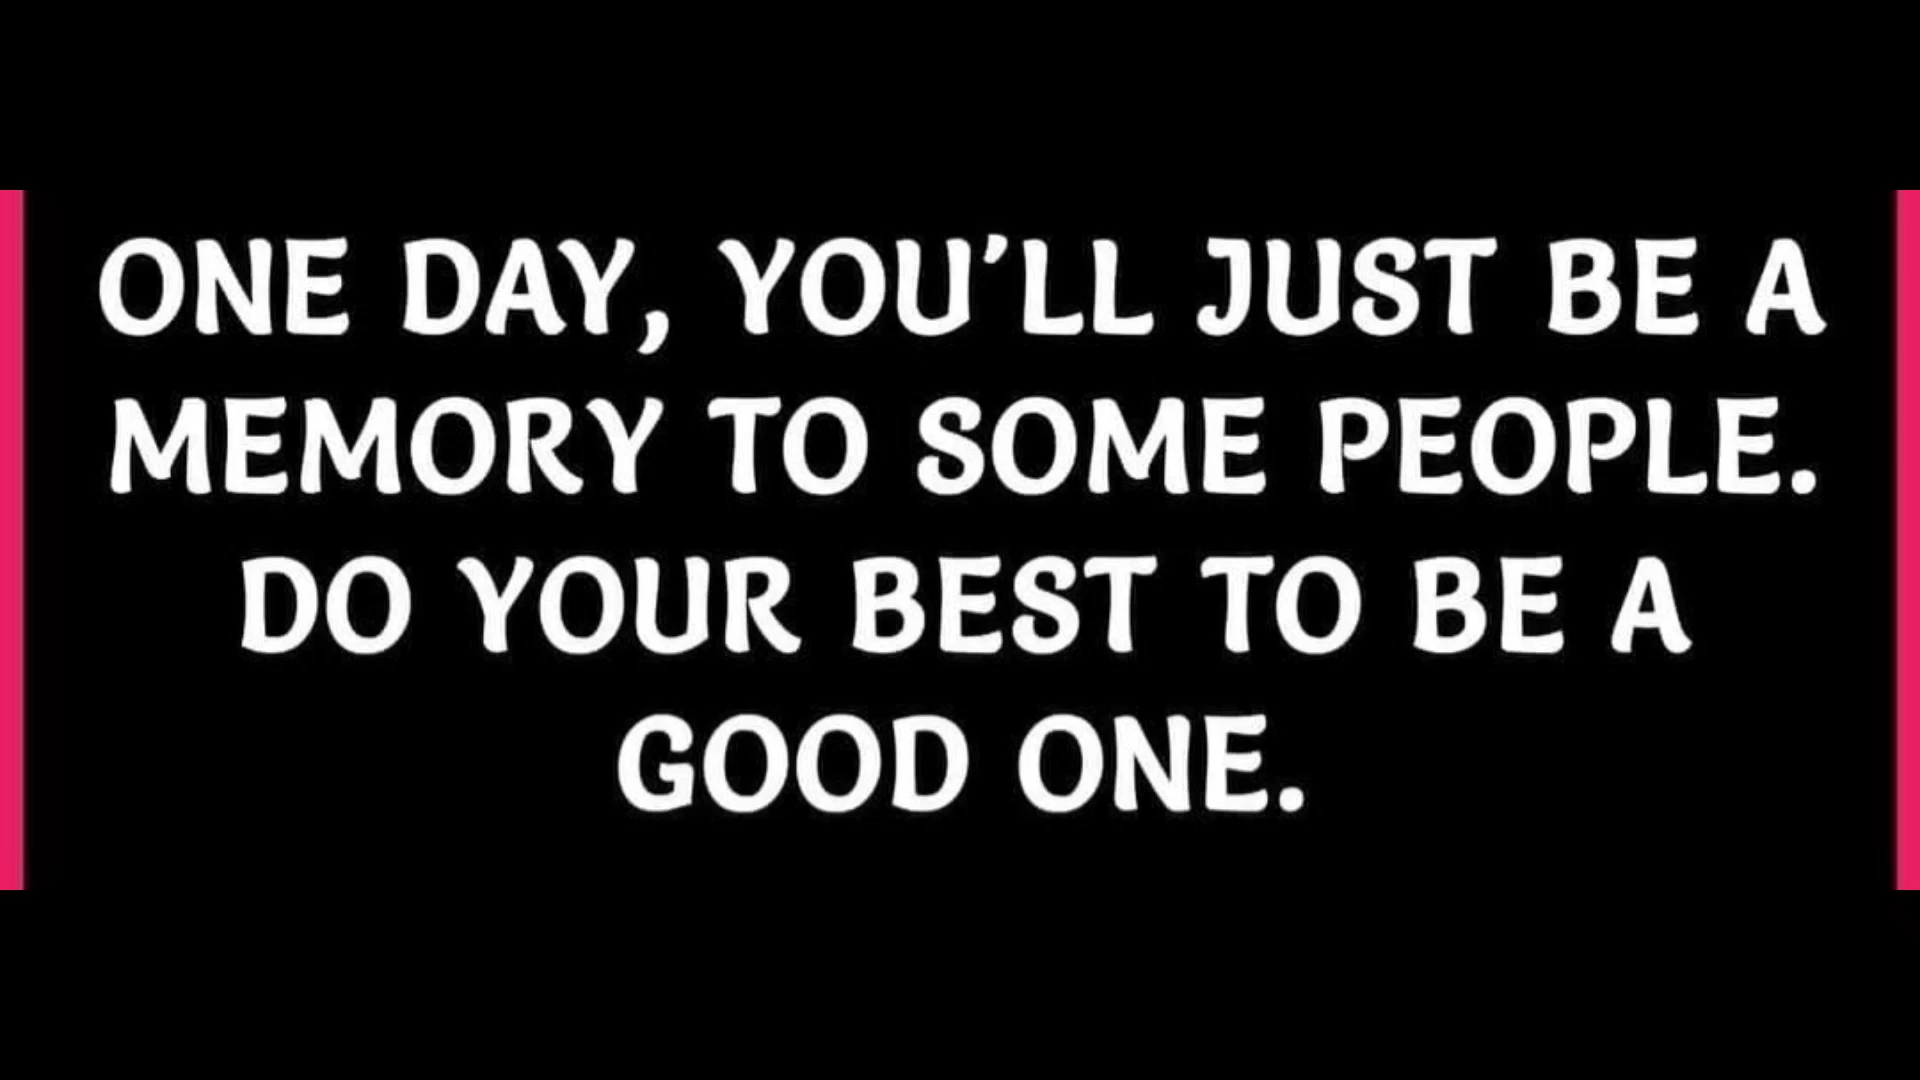 ONE DAY, YOU'LL JUST BE A
MEMORY TO SOME PEOPLE.
DO YOUR BEST TO BE A
GOOD ONE.